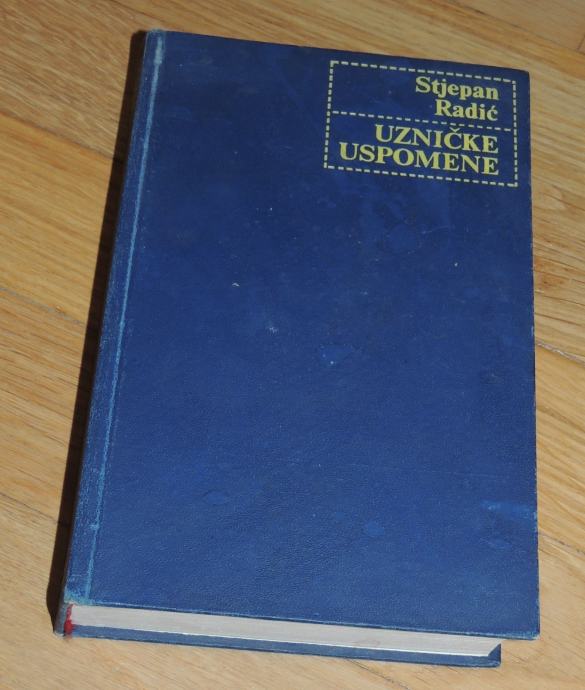 Stjepan
Radić
UZNIČKE
USPOMENE